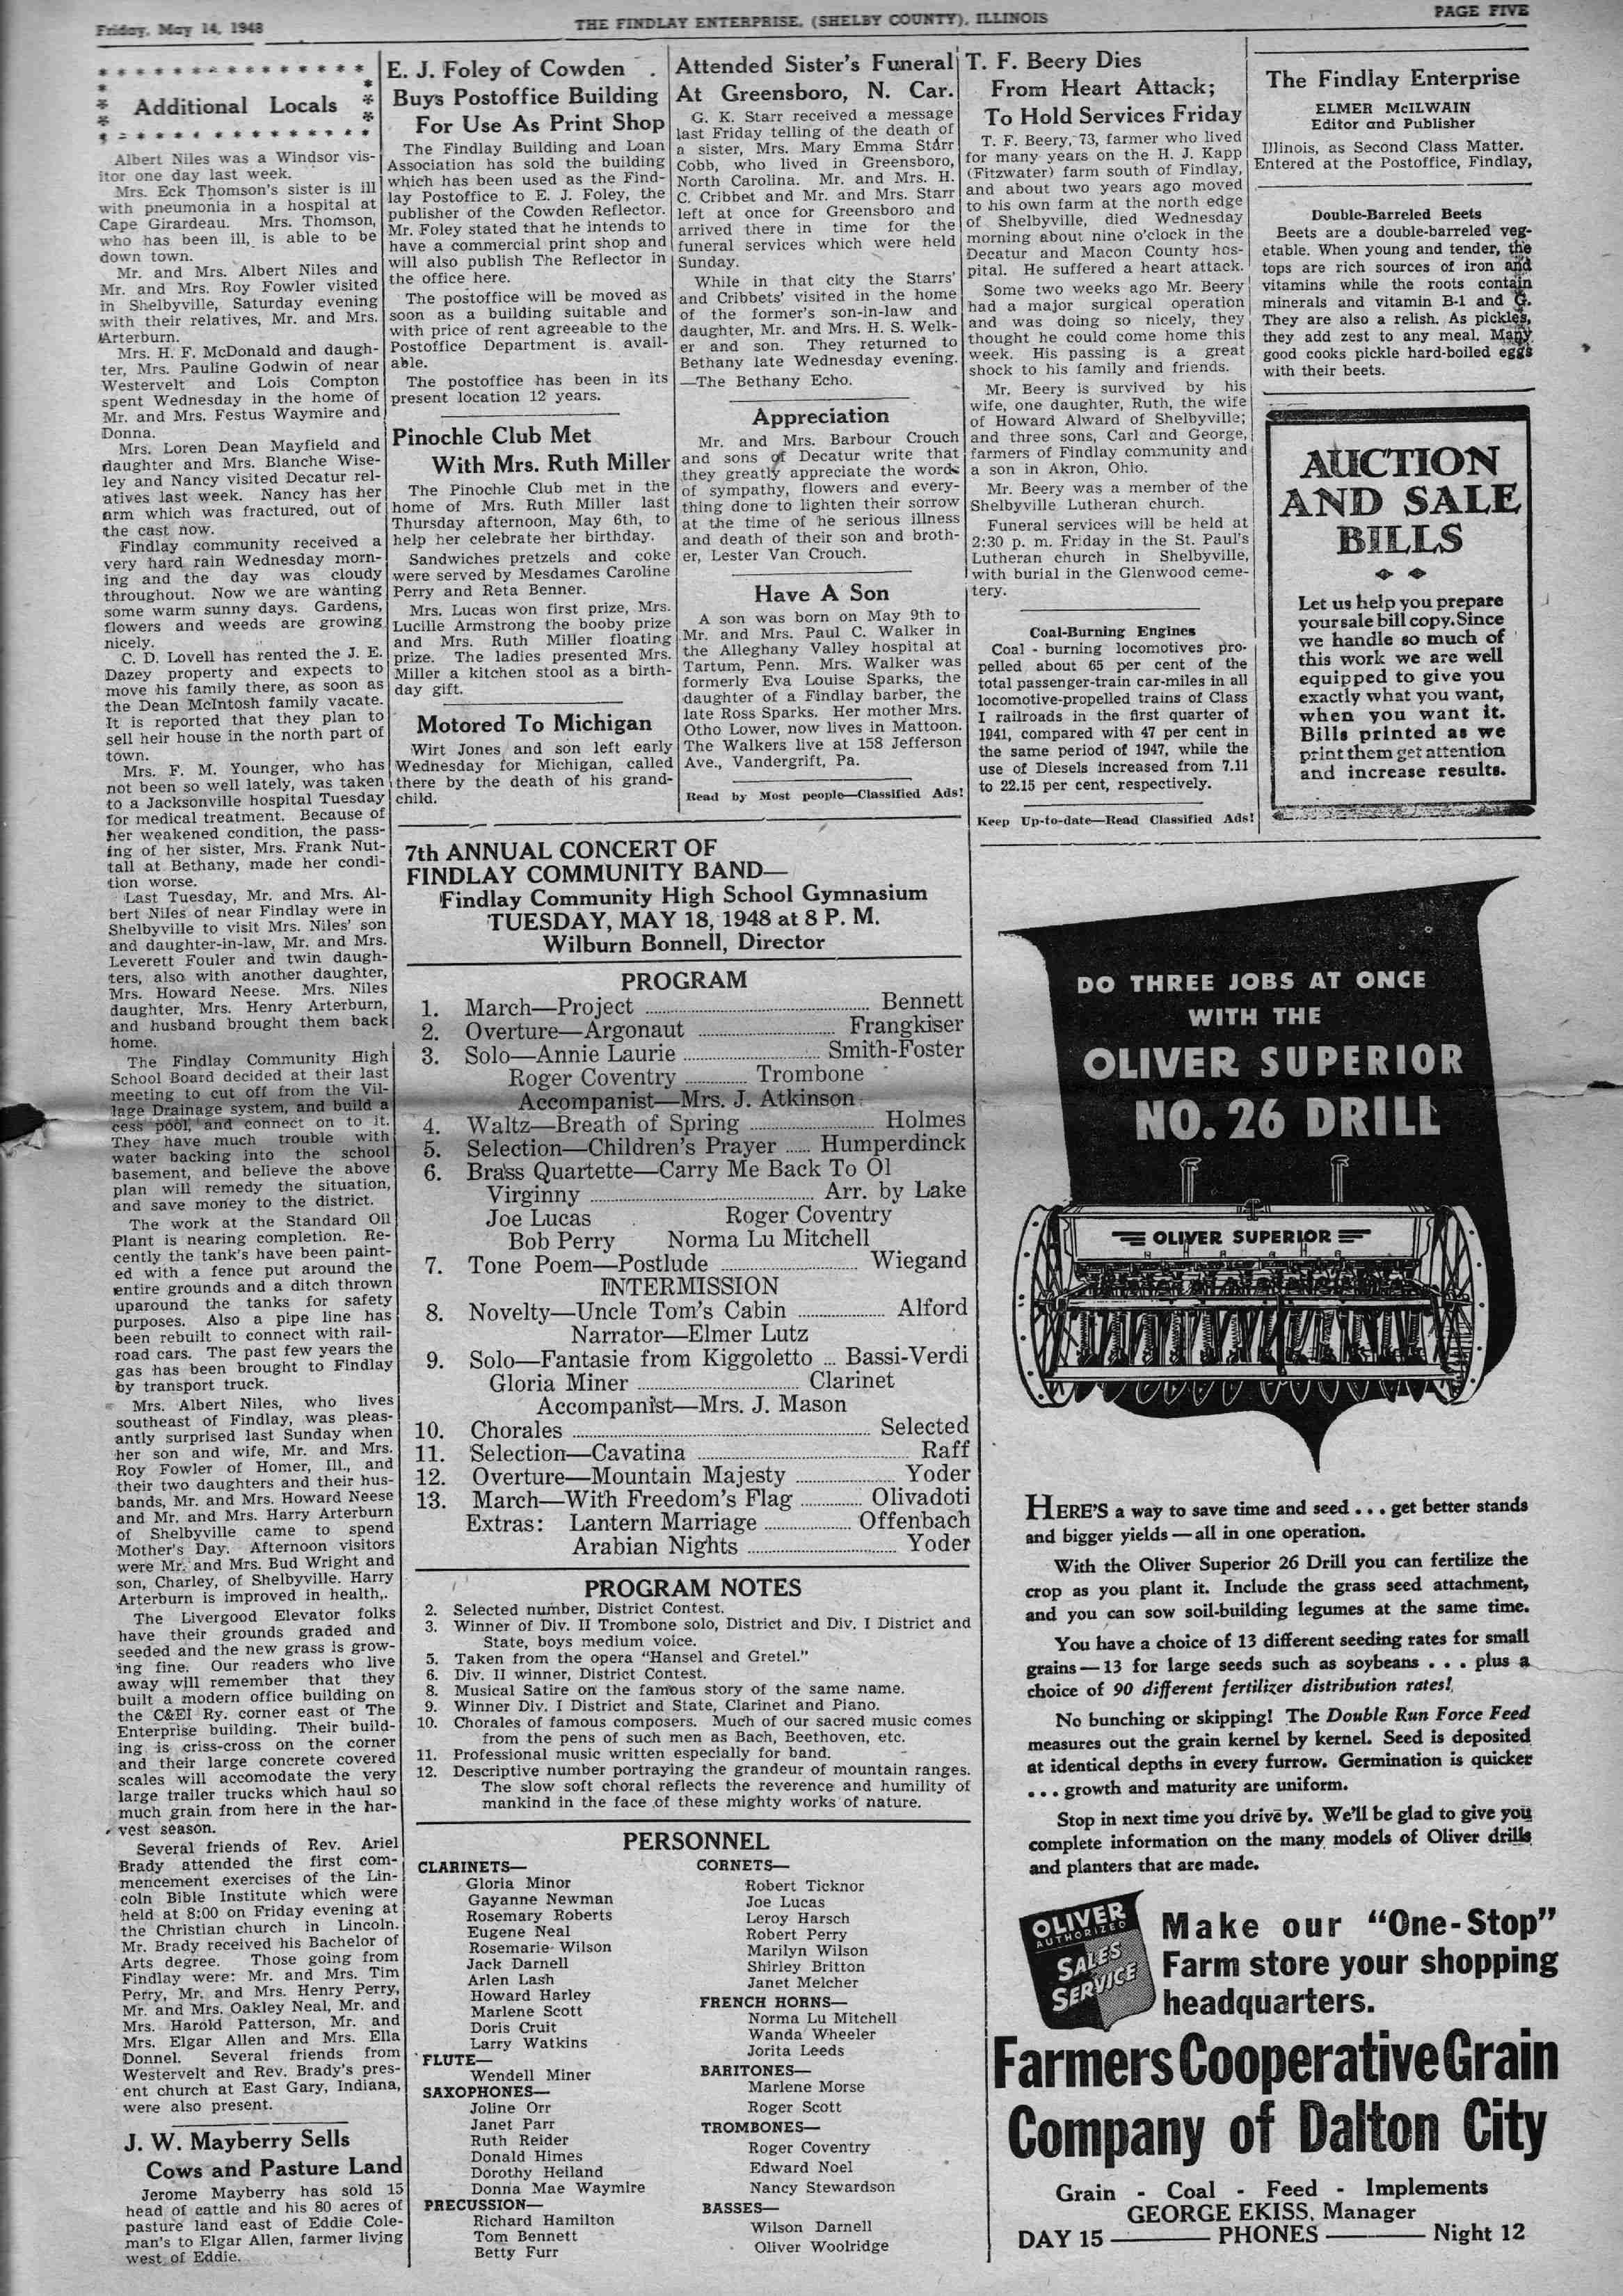 Friday, May 14, 1948
THE FINDLAY ENTERPRISE, (SHELBY COUNTY), ILLINOIS
PAGE FIVE
Additional Locals
Albert Niles was a Windsor vis-
itor one day last week.
Mrs. Eck Thomson's sister is ill
with pneumonia in a hospital at
Cape Girardeau. Mrs. Thomson,
who has been ill, is able to be
down town.
Mr. and Mrs. Albert Niles and
Mr. and Mrs. Roy Fowler visited
in Shelbyville, Saturday evening
with their relatives, Mr. and Mrs.
Arterburn.
Mrs. H. F. McDonald and daugh-
ter, Mrs. Pauline Godwin of near
Westervelt and Lois Compton
spent Wednesday in the home of
Mr. and Mrs. Festus Waymire and
Donna.
Mrs. Loren Dean Mayfield and
daughter and Mrs. Blanche Wise-
ley and Nancy visited Decatur rel-
atives last week. Nancy has her
arm which was fractured, out of
the cast now.
Findlay community received a
very hard rain Wednesday morn-
ing and the day was cloudy
throughout. Now we are wanting
some warm sunny days. Gardens,
flowers and weeds are growing
nicely.
C. D. Lovell has rented the J. E.
Dazey property and expects to
move his family there, as soon as
the Dean McIntosh family vacate.
It is reported that they plan to
sell heir house in the north part of
town.
Mrs. F. M. Younger, who has
not been so well lately, was taken
to a Jacksonville hospital Tuesday
for medical treatment. Because of
her weakened condition, the pass-
ing of her sister, Mrs. Frank Nut-
tall at Bethany, made her condi-
tion worse.
Last Tuesday, Mr. and Mrs. Al-
bert Niles of near Findlay were in
Shelbyville to visit Mrs. Niles' son
and daughter-in-law, Mr. and Mrs.
Leverett Fouler and twin daugh-
ters, also with another daughter,
Mrs. Howard Neese. Mrs. Niles
daughter, Mrs. Henry Arterburn,
and husband brought them back
home.
The Findlay Community High
School Board decided at their last
meeting to cut off from the Vil-
lage Drainage system, and build a
cess pool, and connect on to it.
They have much trouble with
water backing into the school
basement, and believe the above
plan will remedy the situation,
and save money to the district.
The work at the Standard Oil
Plant is nearing completion. Re-
cently the tank's have been paint-
ed with a fence put around the
entire grounds and a ditch thrown
uparound the tanks for safety
purposes. Also a pipe line has
been rebuilt to connect with rail-
road cars. The past few years the
gas has been brought to Findlay
by transport truck.
Mrs. Albert Niles, who lives
southeast of Findlay, was pleas-
antly surprised last Sunday when
her son and wife, Mr. and Mrs.
Roy Fowler of Homer, Ill., and
their two daughters and their hus-
bands, Mr. and Mrs. Howard Neese
and Mr. and Mrs. Harry Arterburn
of Shelbyville came to spend
Mother's Day. Afternoon visitors
were Mr. and Mrs. Bud Wright and
son, Charley, of Shelbyville. Harry
Arterburn is improved in health,.
The Livergood Elevator folks
have their grounds graded and
seeded and the new grass is grow-
ing fine. Our readers who live
away will remember that they
built a modern office building on
the C&EI Ry. corner east of The
Enterprise building. Their build-
ing is criss-cross on the corner
and their large concrete covered
scales will accomodate the very
large trailer trucks which haul so
much grain from here in the har-
vest season.
Several friends of Rev. Ariel
Brady attended the first com-
mencement exercises of the Lin-
coln Bible Institute which were
held at 8:00 on Friday evening at
the Christian church in Lincoln.
Mr. Brady received his Bachelor of
Arts degree. Those going from
Findlay were: Mr. and Mrs. Tim
Perry, Mr. and Mrs. Henry Perry,
Mr. and Mrs. Oakley Neal, Mr. and
Mrs. Harold Patterson, Mr. and
Mrs. Elgar Allen and Mrs. Ella
Donnel. Several friends from
Westervelt and Rev. Brady's pres-
ent church at East Gary, Indiana,
were also present.
J. W. Mayberry Sells
Cows and Pasture Land
Jerome Mayberry has sold 15
head of cattle and his 80 acres of
pasture land east of Eddie Cole-
man's to Elgar Allen, farmer living
west of Eddie.
E. J. Foley of Cowden
Buys Postoffice Building
For Use As Print Shop
The Findlay Building and Loan
Association has sold the building
which has been used as the Find-
lay Postoffice to E. J. Foley, the
publisher of the Cowden Reflector.
Mr. Foley stated that he intends to
have a commercial print shop and
will also publish The Reflector in
the office here.
The postoffice will be moved as
soon as a building suitable and
with price of rent agreeable to the
Postoffice Department is avail-
able.
The postoffice has been in its
present location 12 years.
Pinochle Club Met
With Mrs. Ruth Miller
The Pinochle Club met in the
home of Mrs. Ruth Miller last
Thursday afternoon, May 6th, to
help her celebrate her birthday.
Sandwiches pretzels and coke
were served by Mesdames Caroline
Perry and Reta Benner.
Mrs. Lucas won first prize, Mrs.
Lucille Armstrong the booby prize
and Mrs. Ruth Miller floating
prize. The ladies presented Mrs.
Miller a kitchen stool as a birth-
day gift.
Motored To Michigan
Wirt Jones and son left early
Wednesday for Michigan, called
there by the death of his grand-
child.
Attended Sister's Funeral
At Greensboro, N. Car.
G. K. Starr received a message
last Friday telling of the death of
a sister, Mrs. Mary Emma Starr
Cobb, who lived in Greensboro,
North Carolina. Mr. and Mrs. H.
C. Cribbet and Mr. and Mrs. Starr
left at once for Greensboro and
arrived there in time for the
funeral services which were held
Sunday.
While in that city the Starrs'
and Cribbets' visited in the home
of the former's son-in-law and
daughter, Mr. and Mrs. H. S. Welk-
er and son. They returned to
Bethany late Wednesday evening.
—The Bethany Echo.
Appreciation
Mr. and Mrs. Barbour Crouch
and sons of Decatur write that
they greatly appreciate the words
of sympathy, flowers and every-
thing done to lighten their sorrow
at the time of he serious illness
and death of their son and broth-
er, Lester Van Crouch.
Have A Son
A son was born on May 9th to
Mr. and Mrs. Paul C. Walker in
the Alleghany Valley hospital at
Tartum, Penn. Mrs. Walker was
formerly Eva Louise Sparks, the
daughter of a Findlay barber, the
late Ross Sparks. Her mother Mrs.
Otho Lower, now lives in Mattoon.
The Walkers live at 158 Jefferson
Ave., Vandergrift, Pa.
Read by Most people—Classified Ads!
T. F. Beery Dies
From Heart Attack;
To Hold Services Friday
T. F. Beery, 73, farmer who lived
for many years on the H. J. Kapp
(Fitzwater) farm south of Findlay,
and about two years ago moved
to his own farm at the north edge
of Shelbyville, died Wednesday
morning about nine o'clock in the
Decatur and Macon County hos-
pital. He suffered a heart attack.
Some two weeks ago Mr. Beery
had a major surgical operation
and was doing so nicely, they
thought he could come home this
week. His passing is a great
shock to his family and friends.
Mr. Beery is survived by his
wife, one daughter, Ruth, the wife
of Howard Alward of Shelbyville;
and three sons, Carl and George,
farmers of Findlay community and
a son in Akron, Ohio.
Mr. Beery was a member of the
Shelbyville Lutheran church.
Funeral services will be held at
2:30 p. m. Friday in the St. Paul's
Lutheran church in Shelbyville,
with burial in the Glenwood ceme-
tery.
Coal-Burning Engines
Coal - burning locomotives pro-
pelled about 65 per cent of the
total passenger-train car-miles in all
locomotive-propelled trains of Class
I railroads in the first quarter of
1941, compared with 47 per cent in
the same period of 1947, while the
use of Diesels increased from 7.11
to 22.15 per cent, respectively.
Keep Up-to-date—Read Classified Ads!
The Findlay Enterprise
ELMER McILWAIN
Editor and Publisher
Illinois, as Second Class Matter.
Entered at the Postoffice, Findlay,
Double-Barreled Beets
Beets are a double-barreled veg-
etable. When young and tender, the
tops are rich sources of iron and
vitamins while the roots contain
minerals and vitamin B-1 and G.
They are also a relish. As pickles,
they add zest to any meal. Many
good cooks pickle hard-boiled eggs
with their beets.
AUCTION
AND SALE
BILLS
Let us help you prepare
your sale bill copy. Since
we handle so much of
this work we are well
equipped to give you
exactly what you want,
when you want it.
Bills printed as we
print them get attention
and increase results.
7th ANNUAL CONCERT OF
FINDLAY COMMUNITY BAND—
Findlay Community High School Gymnasium
TUESDAY, MAY 18, 1948 at 8 P. M.
Wilburn Bonnell, Director
PROGRAM
1. March—Project ........ Bennett
2. Overture—Argonaut ........ Frangkiser
3. Solo—Annie Laurie ........ Smith-Foster
Roger Coventry ........ Trombone
Accompanist—Mrs. J. Atkinson
4. Waltz—Breath of Spring ........ Holmes
5. Selection—Children's Prayer ...... Humperdinck
6. Brass Quartette—Carry Me Back To Ol
Virginny ........ Arr. by Lake
Joe Lucas Roger Coventry
Bob Perry Norma Lu Mitchell
7. Tone Poem—Postlude ........ Wiegand
INTERMISSION
8. Novelty—Uncle Tom's Cabin ........ Alford
Narrator—Elmer Lutz
9. Solo—Fantasie from Kiggoletto ... Bassi-Verdi
Gloria Miner ........ Clarinet
Accompanist—Mrs. J. Mason
10. Chorales ........ Selected
11. Selection—Cavatina ........ Raff
12. Overture—Mountain Majesty ........ Yoder
13. March—With Freedom's Flag ........ Olivadoti
Extras: Lantern Marriage ........ Offenbach
Arabian Nights ........ Yoder
PROGRAM NOTES
2. Selected number, District Contest.
3. Winner of Div. II Trombone solo, District and Div. I District and
State, boys medium voice.
5. Taken from the opera "Hansel and Gretel."
6. Div. II winner, District Contest.
8. Musical Satire on the famous story of the same name.
9. Winner Div. I District and State, Clarinet and Piano.
10. Chorales of famous composers. Much of our sacred music comes
from the pens of such men as Bach, Beethoven, etc.
11. Professional music written especially for band.
12. Descriptive number portraying the grandeur of mountain ranges.
The slow soft choral reflects the reverence and humility of
mankind in the face of these mighty works of nature.
PERSONNEL
CLARINETS—
Gloria Minor
Gayanne Newman
Rosemary Roberts
Eugene Neal
Rosemarie Wilson
Jack Darnell
Arlen Lash
Howard Harley
Marlene Scott
Doris Cruit
Larry Watkins
FLUTE—
Wendell Miner
SAXOPHONES—
Joline Orr
Janet Parr
Ruth Reider
Donald Himes
Dorothy Heiland
Donna Mae Waymire
PRECUSSION—
Richard Hamilton
Tom Bennett
Betty Furr
CORNETS—
Robert Ticknor
Joe Lucas
Leroy Harsch
Robert Perry
Marilyn Wilson
Shirley Britton
Janet Melcher
FRENCH HORNS—
Norma Lu Mitchell
Wanda Wheeler
Jorita Leeds
BARITONES—
Marlene Morse
Roger Scott
TROMBONES—
Roger Coventry
Edward Noel
Nancy Stewardson
BASSES—
Wilson Darnell
Oliver Woolridge
DO THREE JOBS AT ONCE
WITH THE
OLIVER SUPERIOR
NO. 26 DRILL
OLIVER SUPERIOR
HERE'S a way to save time and seed . . . get better stands
and bigger yields — all in one operation.
With the Oliver Superior 26 Drill you can fertilize the
crop as you plant it. Include the grass seed attachment,
and you can sow soil-building legumes at the same time.
You have a choice of 13 different seeding rates for small
grains — 13 for large seeds such as soybeans . . . plus a
choice of 90 different fertilizer distribution rates!
No bunching or skipping! The Double Run Force Feed
measures out the grain kernel by kernel. Seed is deposited
at identical depths in every furrow. Germination is quicker
. . . growth and maturity are uniform.
Stop in next time you drive by. We'll be glad to give you
complete information on the many models of Oliver drills
and planters that are made.
OLIVER
AUTHORIZED
SALES
SERVICE
Make our "One-Stop"
Farm store your shopping
headquarters.
Farmers Cooperative Grain
Company of Dalton City
Grain - Coal - Feed - Implements
GEORGE EKISS, Manager
DAY 15 ——— PHONES ——— Night 12